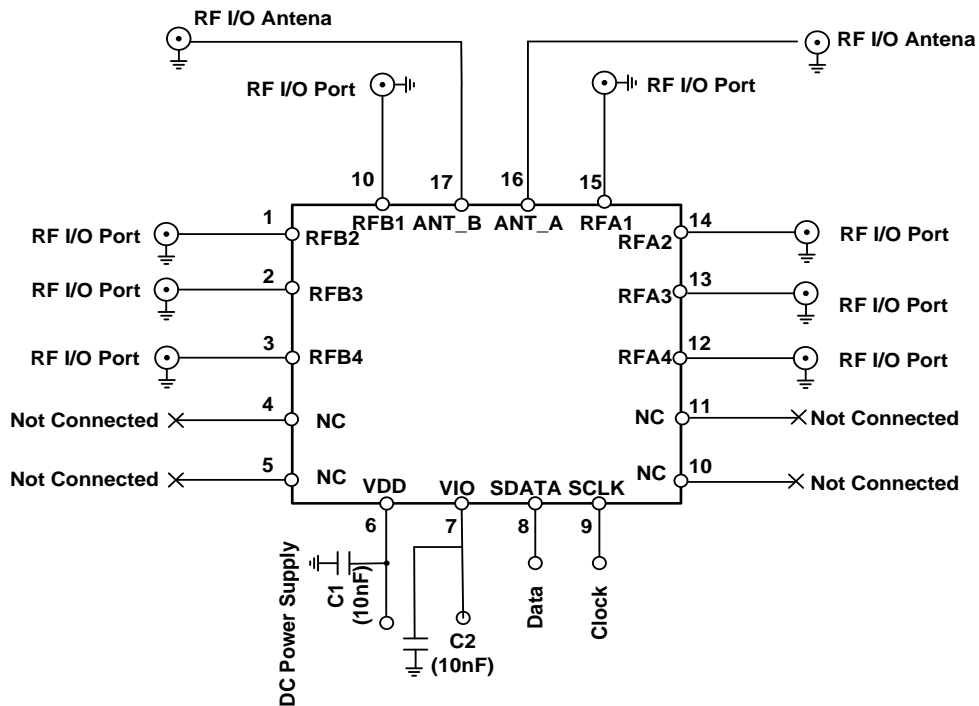 RF I/O Antena
RF I/O Antena
RF I/O Port
RF I/O Port
10
17
16
15
RFB1
ANT_B
ANT_A
RFA1
RF I/O Port
1
RFB2
RFA2
14
RF I/O Port
RF I/O Port
2
RFB3
RFA3
13
RF I/O Port
RF I/O Port
3
RFB4
RFA4
12
RF I/O Port
Not Connected
4
NC
NC
11
Not Connected
Not Connected
5
NC
NC
10
Not Connected
VDD
VIO
SDATA
SCLK
6
7
8
9
DC Power Supply
C1
(10nF)
C2
(10nF)
Data
Clock